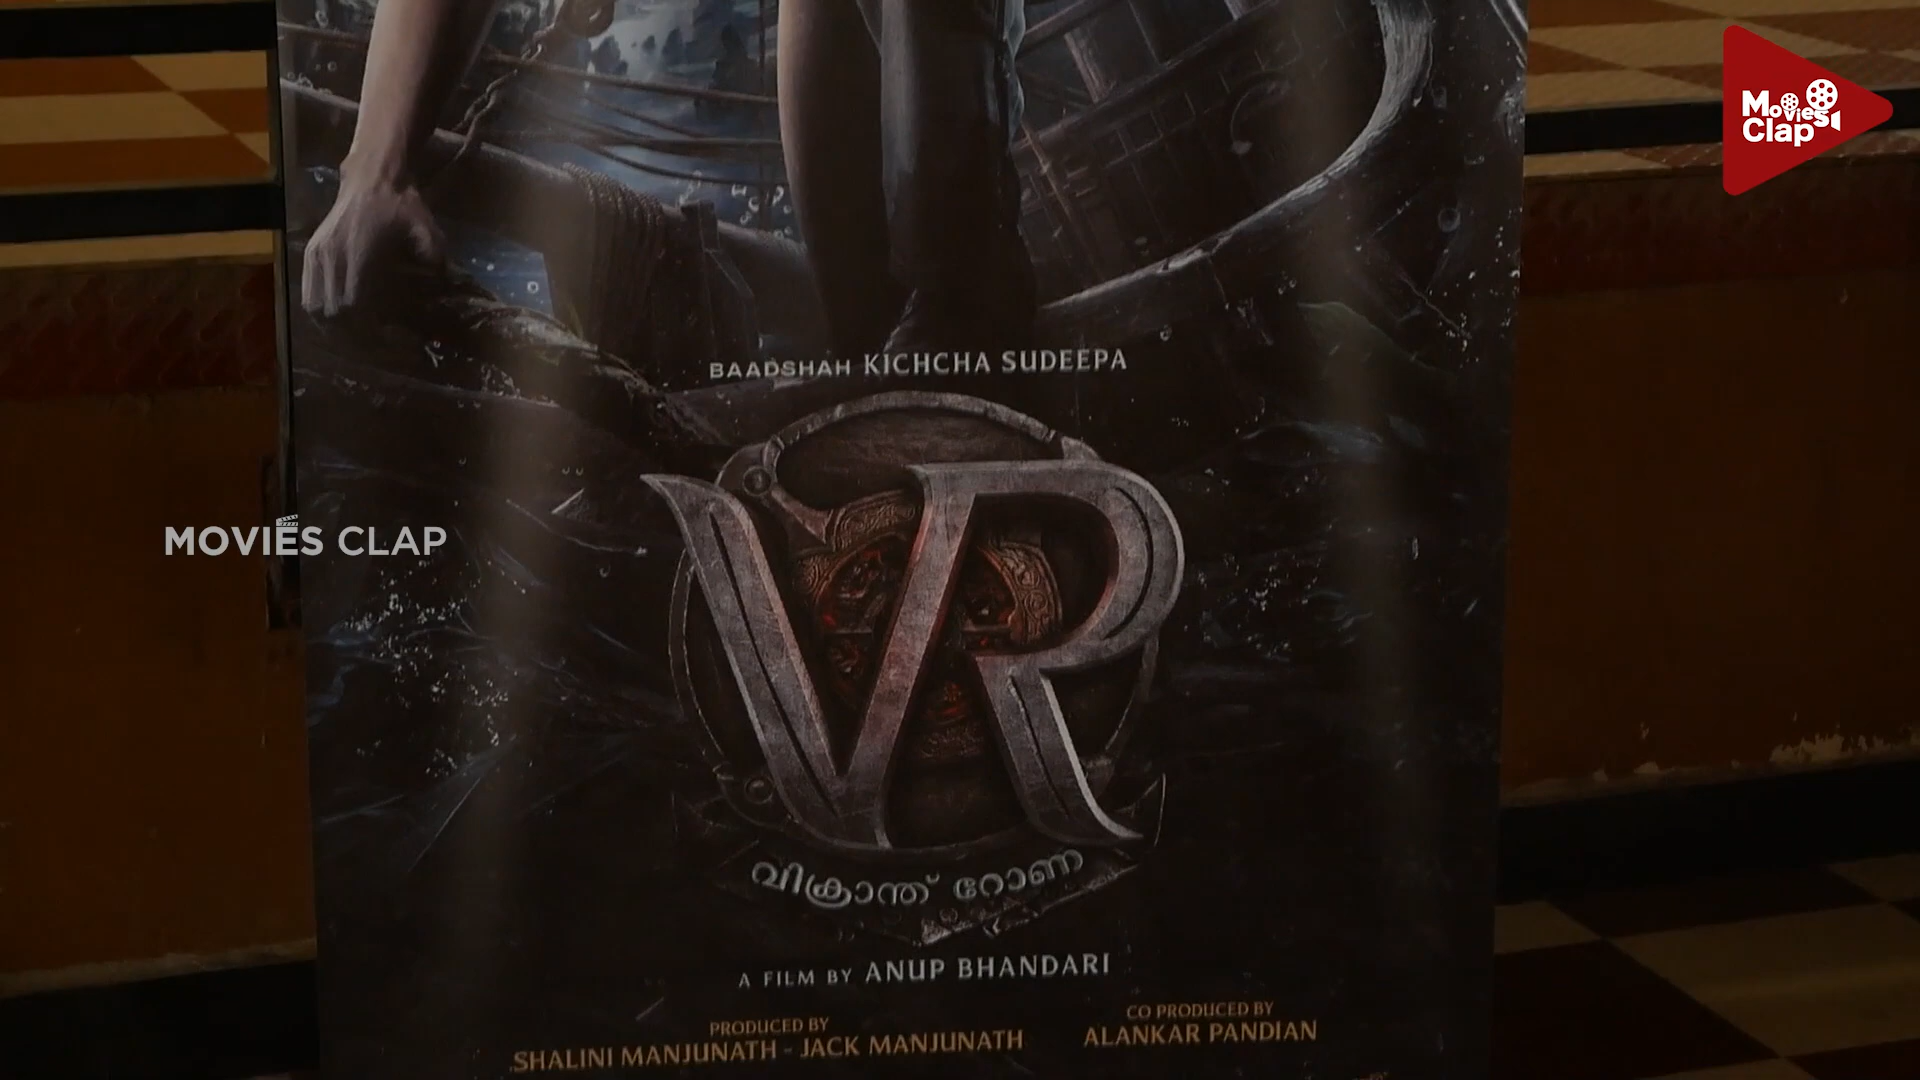 Movies
Clap
BAADSHAH KICHCHA SUDEEPA
MOVIES CLAP
VR
വിക്രാന്ത് റോണ
A FILM BY ANUP BHANDARI
PRODUCED BY
SHALINI MANJUNATH - JACK MANJUNATH
CO PRODUCED BY
ALANKAR PANDIAN